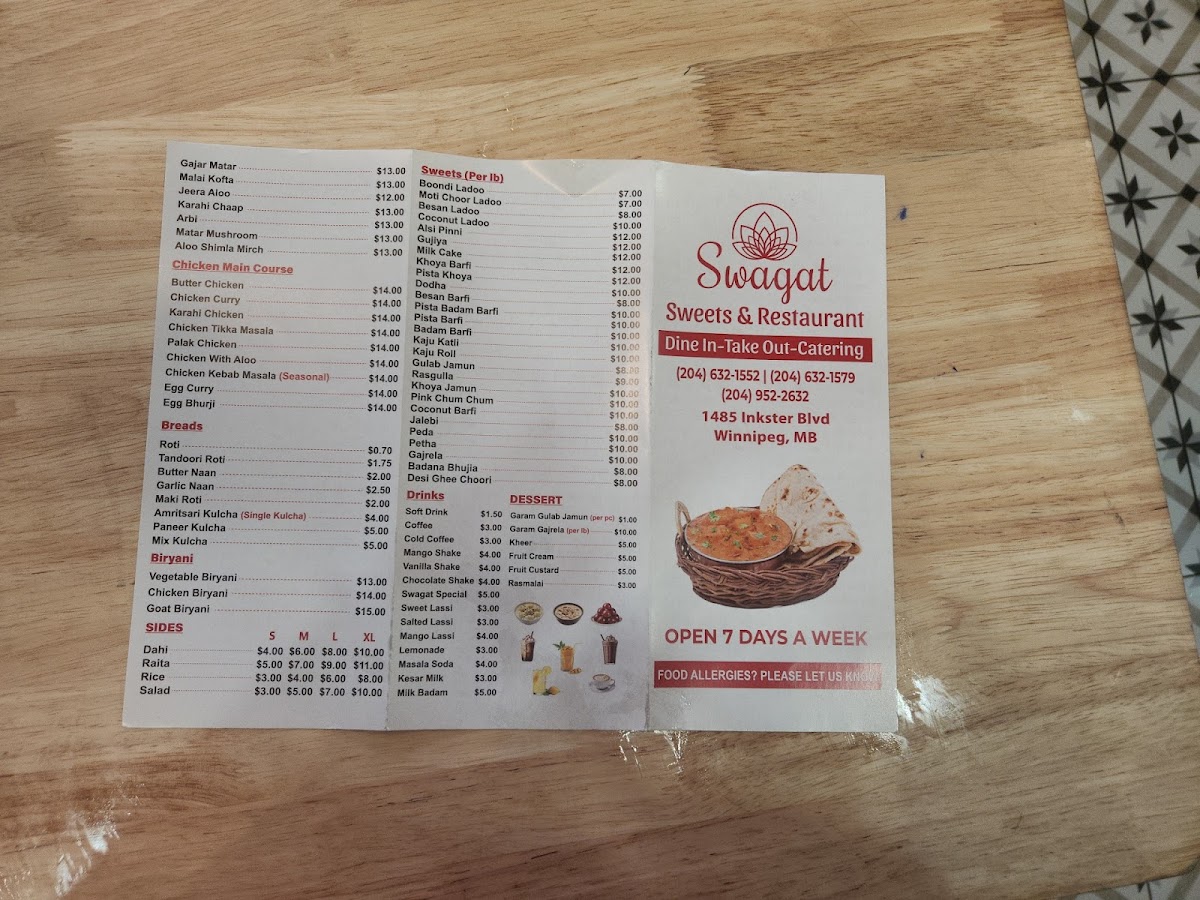 Gajar Matar $13.00
Malai Kofta $13.00
Jeera Aloo $12.00
Karahi Chaap $13.00
Arbi $13.00
Matar Mushroom $13.00
Aloo Shimla Mirch $13.00
Chicken Main Course
Butter Chicken $14.00
Chicken Curry $14.00
Karahi Chicken $14.00
Chicken Tikka Masala $14.00
Palak Chicken $14.00
Chicken With Aloo $14.00
Chicken Kebab Masala (Seasonal) $14.00
Egg Curry $14.00
Egg Bhurji $14.00
Breads
Roti $0.70
Tandoori Roti $1.75
Butter Naan $2.00
Garlic Naan $2.50
Maki Roti $2.00
Amritsari Kulcha (Single Kulcha) $4.00
Paneer Kulcha $5.00
Mix Kulcha $5.00
Biryani
Vegetable Biryani $13.00
Chicken Biryani $14.00
Goat Biryani $15.00
SIDES S M L XL
Dahi $4.00 $6.00 $8.00 $10.00
Raita $5.00 $7.00 $9.00 $11.00
Rice $3.00 $4.00 $6.00 $8.00
Salad $3.00 $5.00 $7.00 $10.00
Sweets (Per lb)
Boondi Ladoo $7.00
Moti Choor Ladoo $7.00
Besan Ladoo $8.00
Coconut Ladoo $10.00
Alsi Pinni $12.00
Gujiya $12.00
Milk Cake $12.00
Khoya Barfi $12.00
Pista Khoya $12.00
Dodha $10.00
Besan Barfi $8.00
Pista Badam Barfi $10.00
Pista Barfi $10.00
Badam Barfi $10.00
Kaju Katli $10.00
Kaju Roll $10.00
Gulab Jamun $8.00
Rasgulla $9.00
Khoya Jamun $10.00
Pink Chum Chum $10.00
Coconut Barfi $10.00
Jalebi $8.00
Peda $10.00
Petha $10.00
Gajrela $10.00
Badana Bhujia $8.00
Desi Ghee Choori $8.00
Drinks
Soft Drink $1.50
Coffee $3.00
Cold Coffee $3.00
Mango Shake $4.00
Vanilla Shake $4.00
Chocolate Shake $4.00
Swagat Special $5.00
Sweet Lassi $3.00
Salted Lassi $3.00
Mango Lassi $4.00
Lemonade $3.00
Masala Soda $4.00
Kesar Milk $3.00
Milk Badam $5.00
DESSERT
Garam Gulab Jamun (per pc) $1.00
Garam Gajrela (per lb) $10.00
Kheer $5.00
Fruit Cream $5.00
Fruit Custard $5.00
Rasmalai $3.00
Swagat
Sweets & Restaurant
Dine In-Take Out-Catering
(204) 632-1552 | (204) 632-1579
(204) 952-2632
1485 Inkster Blvd
Winnipeg, MB
OPEN 7 DAYS A WEEK
FOOD ALLERGIES? PLEASE LET US KNOW